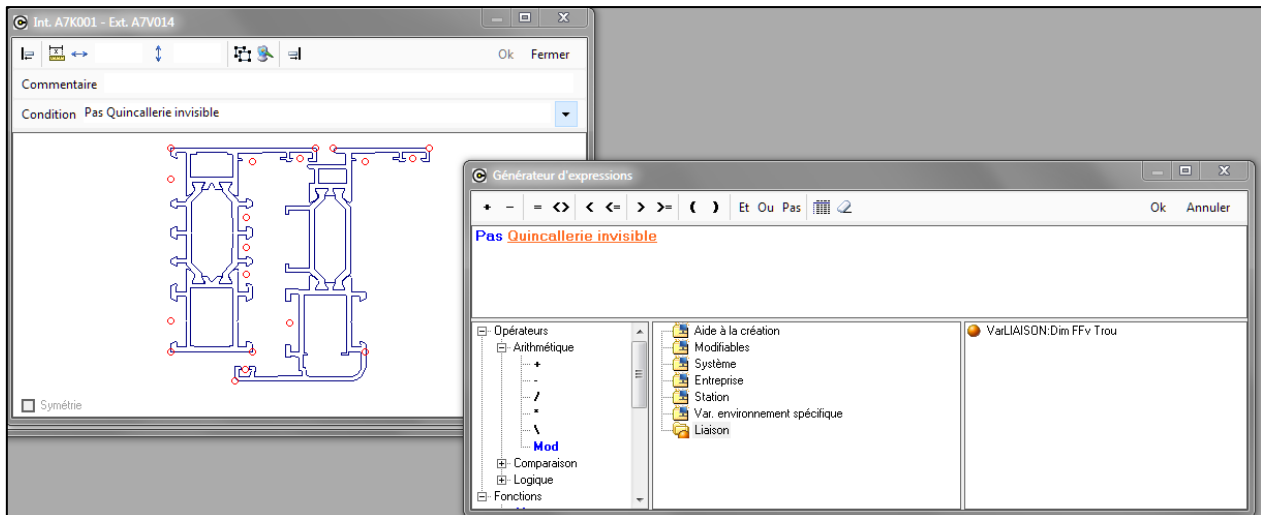 Int. A7K001 - Ext. A7V014
Ok Fermer
Commentaire
Condition Pas Quincallerie invisible
Symétrie
Générateur d'expressions
+ - = <> < <= > >= ( ) Et Ou Pas Ok Annuler
Pas Quincallerie invisible
Opérateurs
Arithmétique
+
-
/
*
\
Mod
Comparaison
Logique
Fonctions
Aide à la création
Modifiables
Système
Entreprise
Station
Var. environnement spécifique
Liaison
VarLIAISON:Dim FFv Trou